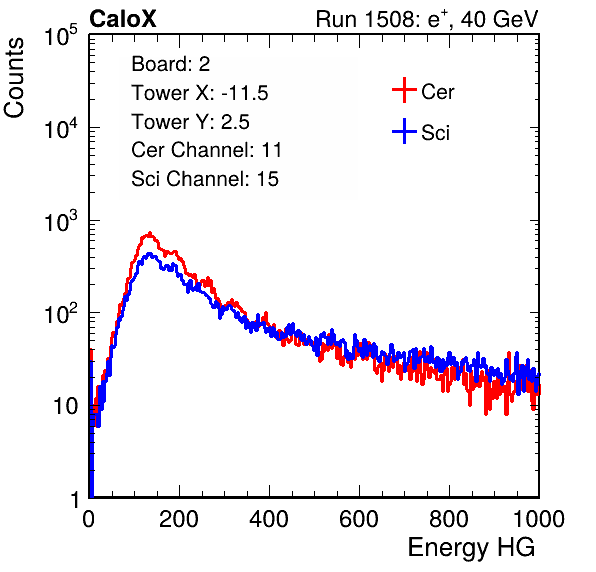 CaloX
Run 1508: e+, 40 GeV
Counts
Board: 2
Tower X: -11.5
Tower Y: 2.5
Cer Channel: 11
Sci Channel: 15
Cer
Sci
10^5
10^4
10^3
10^2
10
1
0 200 400 600 800 1000
Energy HG